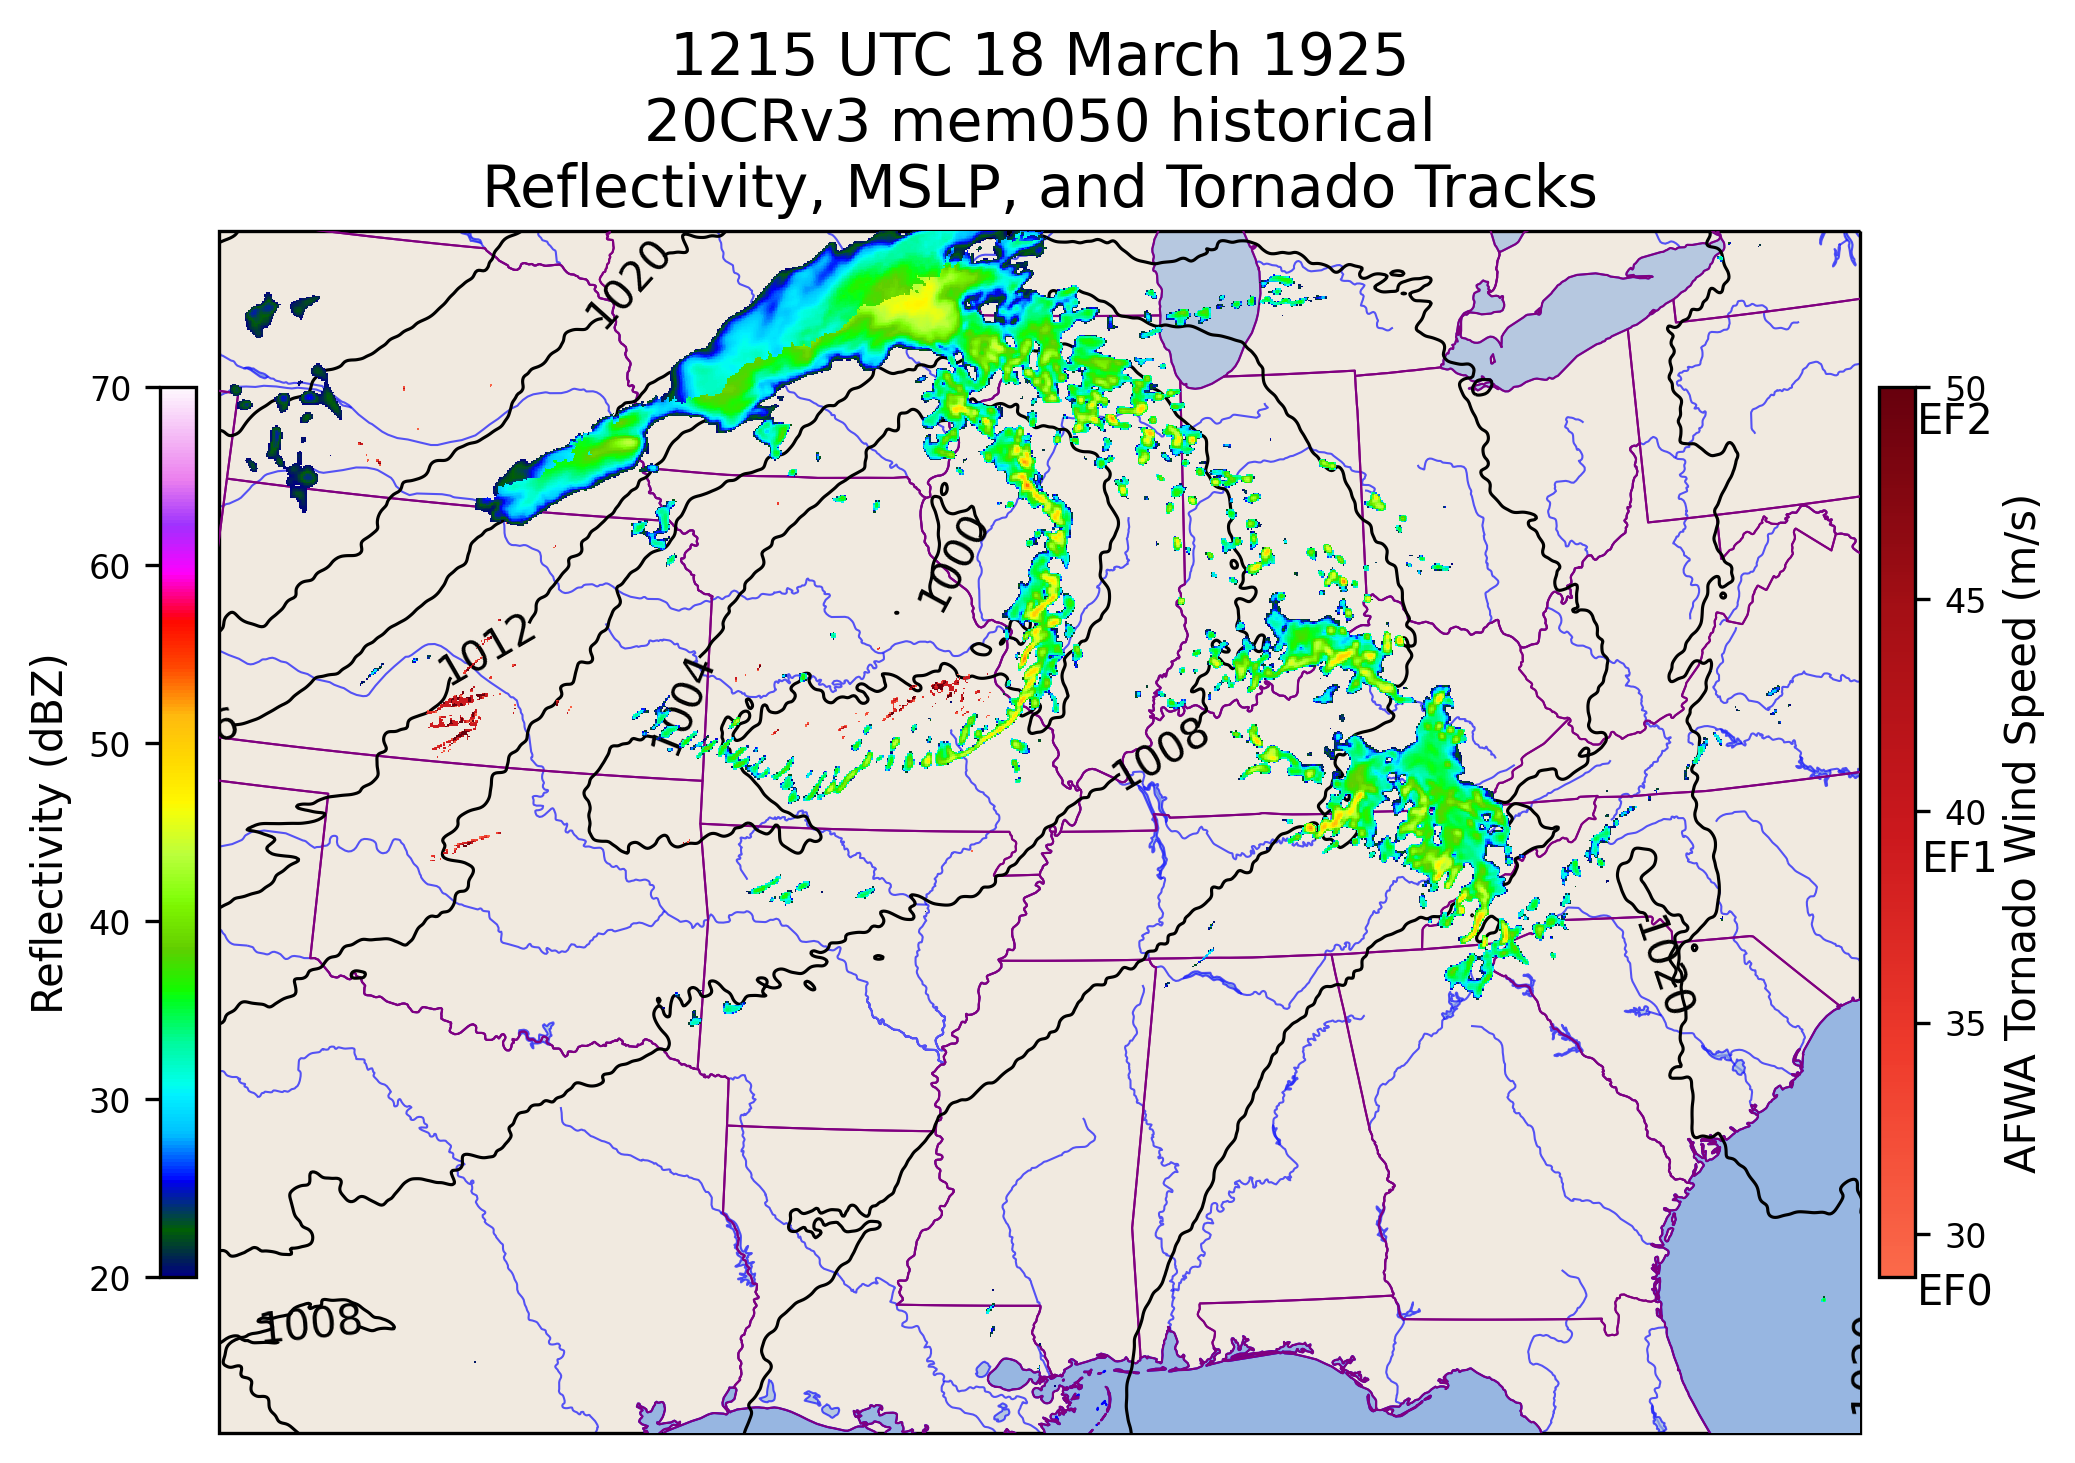 1215 UTC 18 March 1925
20CRv3 mem050 historical
Reflectivity, MSLP, and Tornado Tracks
Reflectivity (dBZ)
70
60
50
40
30
20
1020
1012
1004
1000
1008
1020
1008
1020
50
EF2
45
40
EF1
35
30
EF0
AFWA Tornado Wind Speed (m/s)